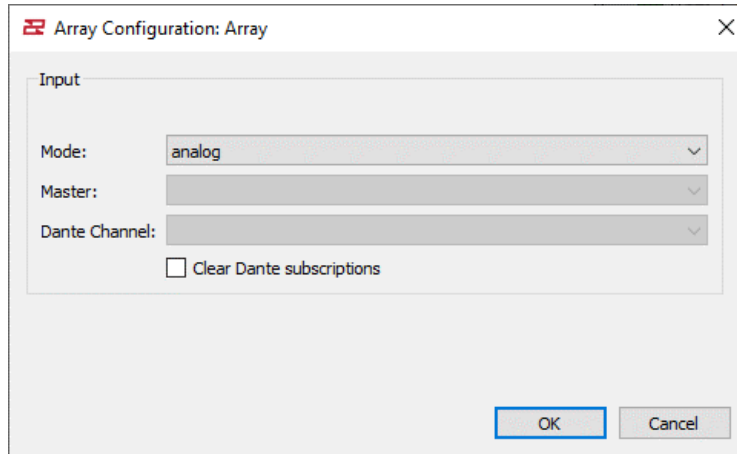 Array Configuration: Array
Input
Mode: analog
Master:
Dante Channel:
Clear Dante subscriptions
OK Cancel